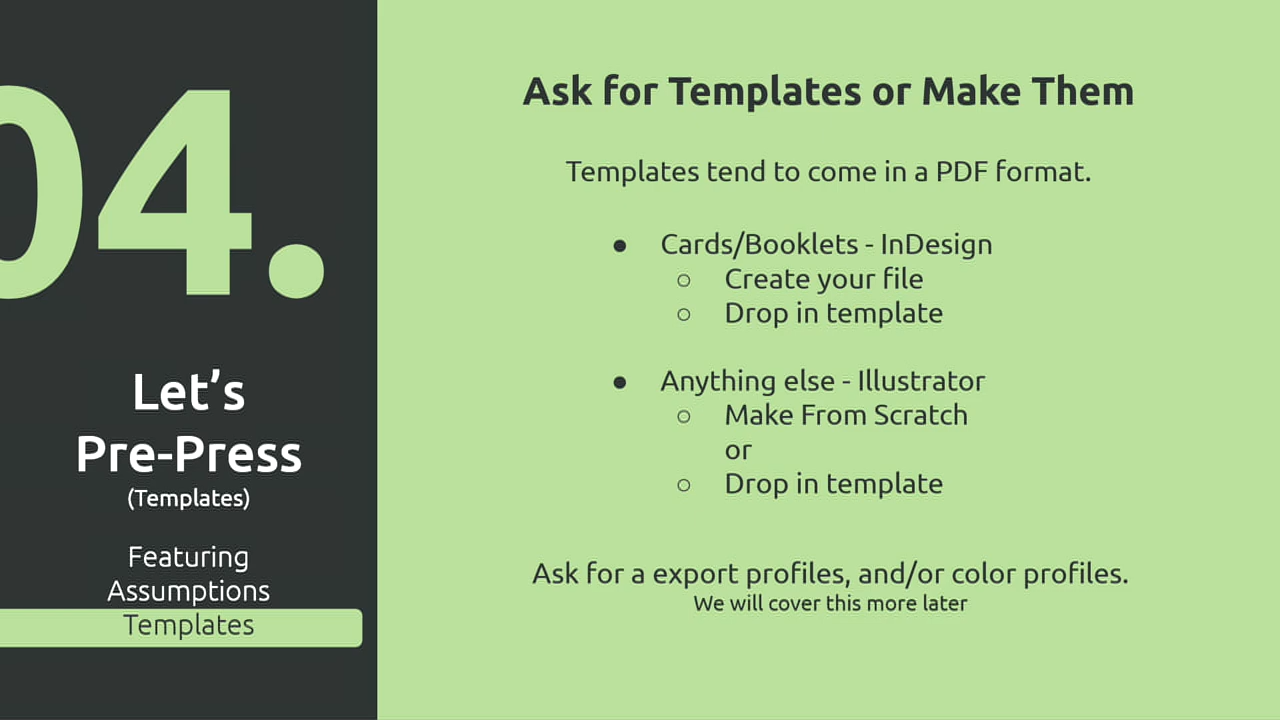 04.
Let’s
Pre-Press
(Templates)
Featuring
Assumptions
Templates
Ask for Templates or Make Them
Templates tend to come in a PDF format.
● Cards/Booklets - InDesign
○ Create your file
○ Drop in template
● Anything else - Illustrator
○ Make From Scratch
or
○ Drop in template
Ask for a export profiles, and/or color profiles.
We will cover this more later